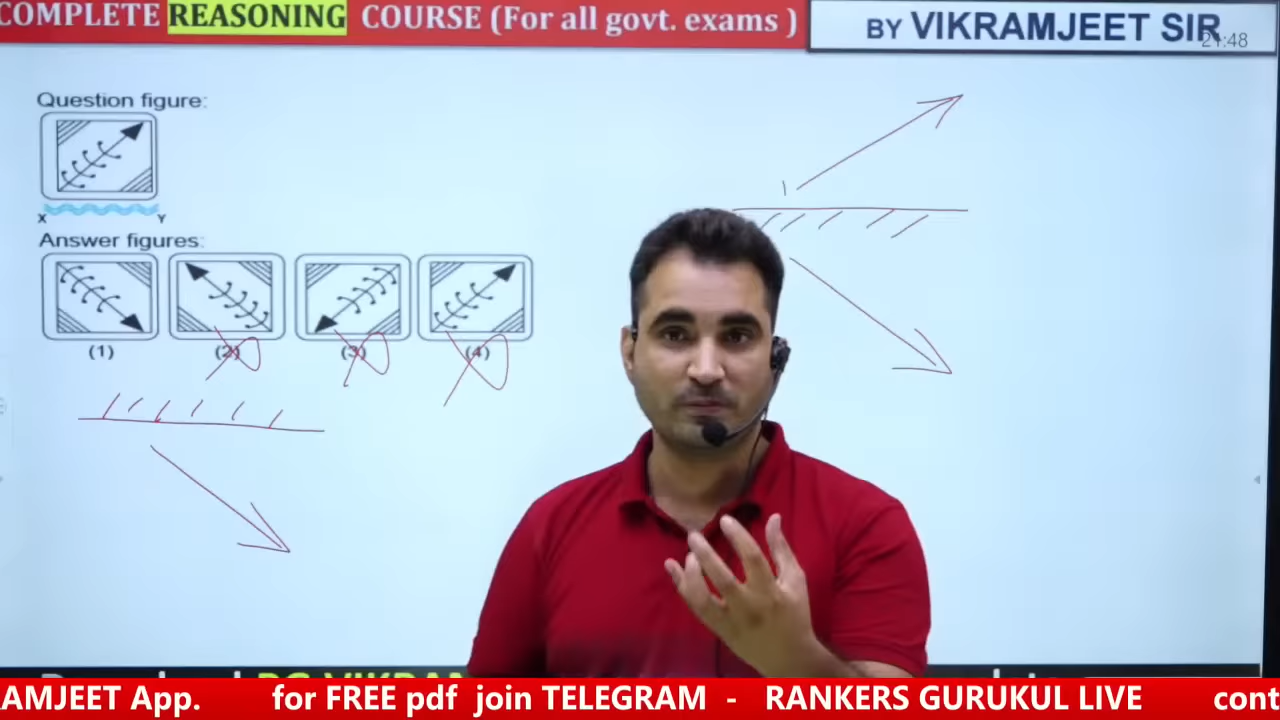 COMPLETE REASONING COURSE (For all govt. exams )
BY VIKRAMJEET SIR
21:48
Question figure:
X Y
Answer figures:
(1) (2) (3) (4)
AMJEET App. for FREE pdf join TELEGRAM - RANKERS GURUKUL LIVE cont